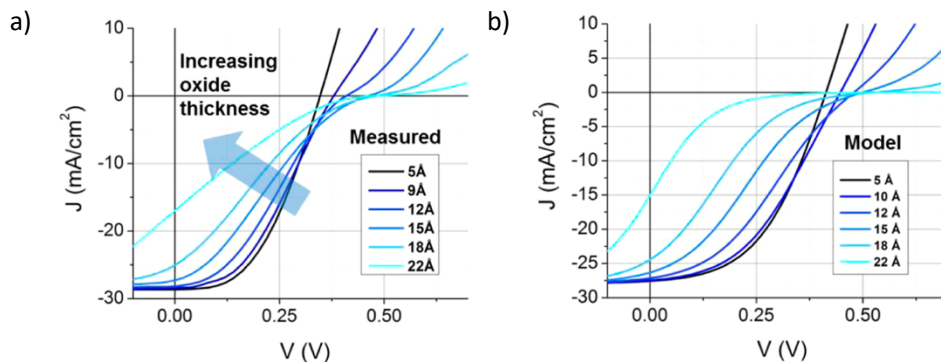 a)
10
0
-10
-20
-30
J (mA/cm²)
0.00
0.25
0.50
V (V)
Increasing
oxide
thickness
Measured
5Å
9Å
12Å
15Å
18Å
22Å
b)
10
5
0
-5
-10
-15
-20
-25
-30
J (mA/cm²)
0.00
0.25
0.50
V (V)
Model
5 Å
10 Å
12 Å
15 Å
18 Å
22 Å